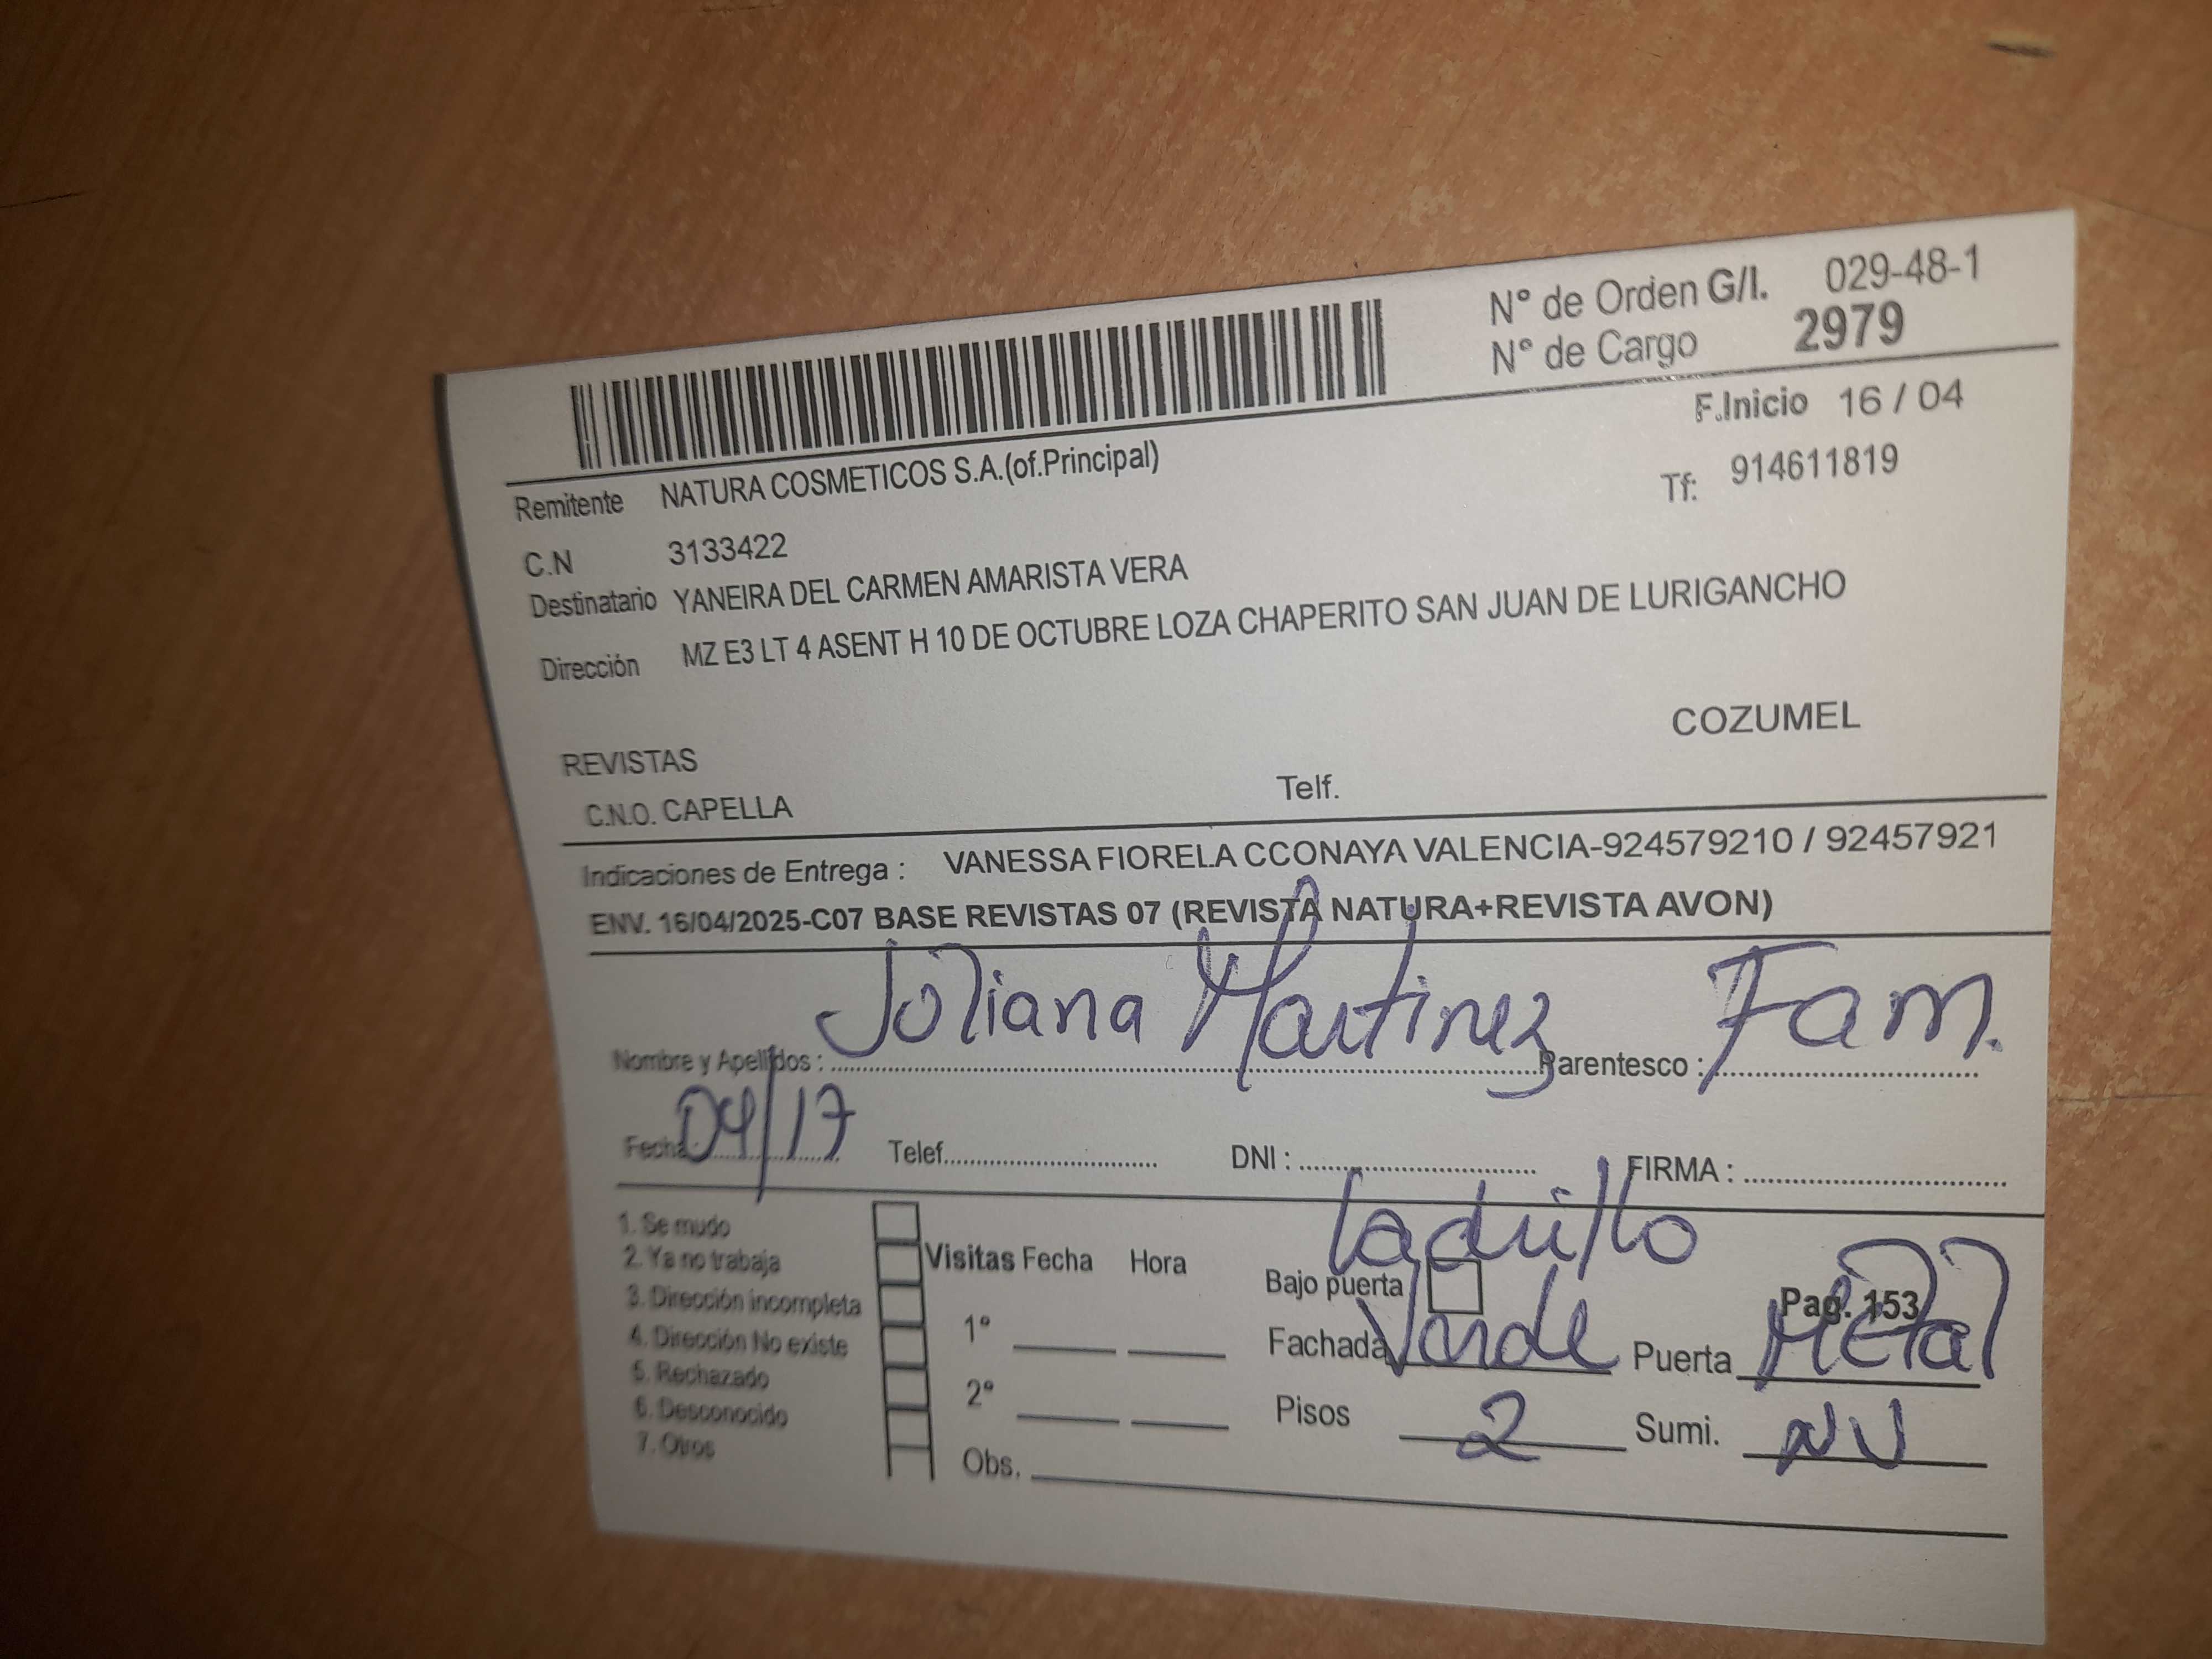 N° de Orden G/I. 029-48-1
N° de Cargo 2979
F.Inicio 16 / 04
Remitente NATURA COSMETICOS S.A.(of.Principal)
Tf: 914611819
C.N 3133422
Destinatario YANEIRA DEL CARMEN AMARISTA VERA
Dirección MZ E3 LT 4 ASENT H 10 DE OCTUBRE LOZA CHAPERITO SAN JUAN DE LURIGANCHO
COZUMEL
REVISTAS
C.N.O. CAPELLA Telf.
Indicaciones de Entrega : VANESSA FIORELA CCONAYA VALENCIA-924579210 / 92457921
ENV. 16/04/2025-C07 BASE REVISTAS 07 (REVISTA NATURA+REVISTA AVON)
Nombre y Apellidos : Joliana Martinez Parentesco : Fam.
Fecha 04/17 Telef. DNI : FIRMA :
ladrillo
1. Se mudo
2. Ya no trabaja
3. Dirección incompleta
4. Dirección No existe
5. Rechazado
6. Desconocido
7. Otros
Visitas Fecha Hora
1°
2°
Obs.
Bajo puerta Pag. 153
Fachada Verde Puerta Metal
Pisos 2 Sumi. NV